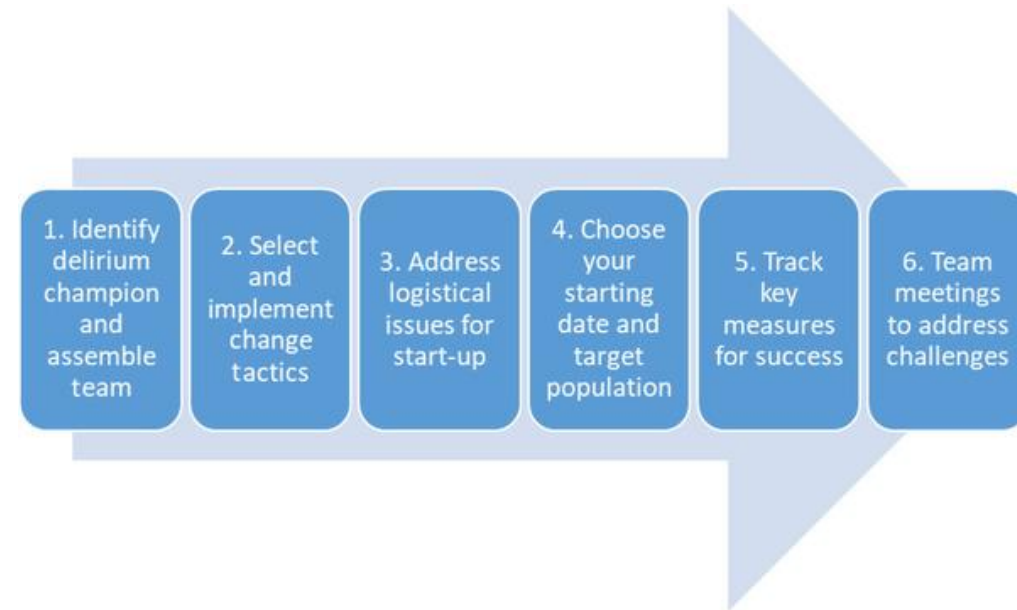 1. Identify
delirium
champion
and
assemble
team
2. Select
and
implement
change
tactics
3. Address
logistical
issues for
start-up
4. Choose
your
starting
date and
target
population
5. Track
key
measures
for success
6. Team
meetings
to address
challenges